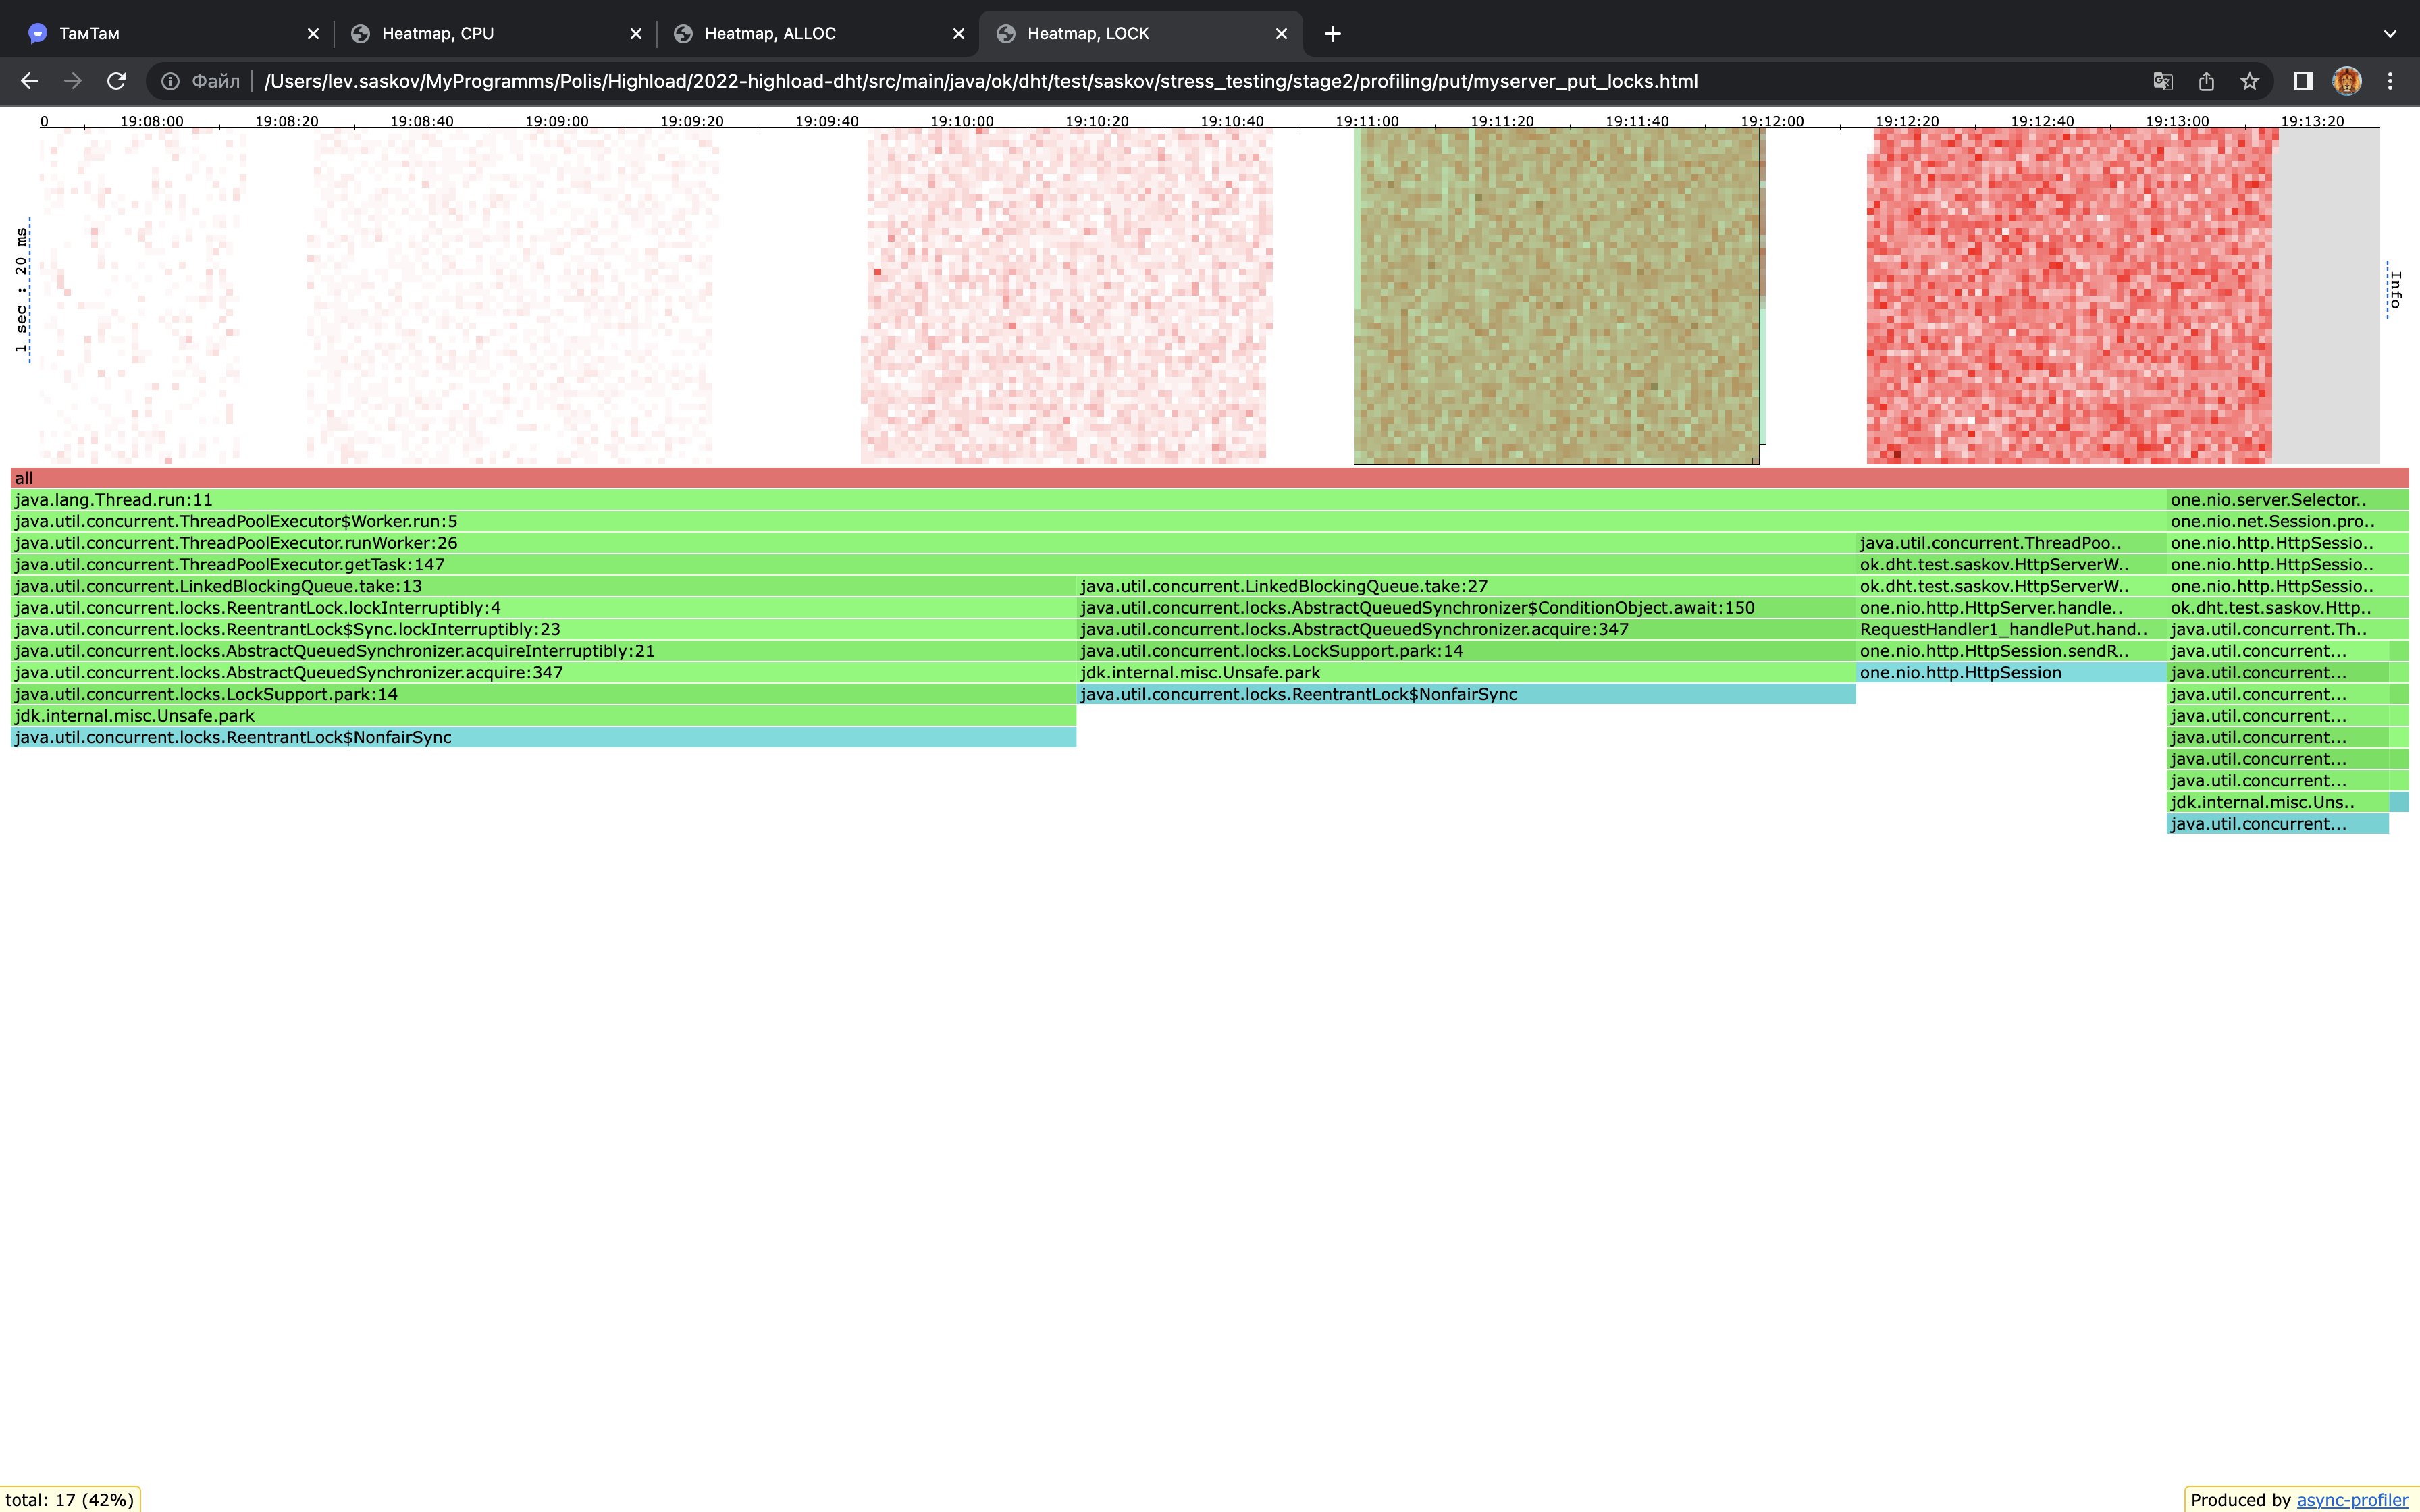 ТамТам
Heatmap, CPU
Heatmap, ALLOC
Heatmap, LOCK
Файл
/Users/lev.saskov/MyProgramms/Polis/Highload/2022-highload-dht/src/main/java/ok/dht/test/saskov/stress_testing/stage2/profiling/put/myserver_put_locks.html
0 19:08:00 19:08:20 19:08:40 19:09:00 19:09:20 19:09:40 19:10:00 19:10:20 19:10:40 19:11:00 19:11:20 19:11:40 19:12:00 19:12:20 19:12:40 19:13:00 19:13:20
1 sec : 20 ms
Info
all
java.lang.Thread.run:11 one.nio.server.Selector..
java.util.concurrent.ThreadPoolExecutor$Worker.run:5 one.nio.net.Session.pro..
java.util.concurrent.ThreadPoolExecutor.runWorker:26 java.util.concurrent.ThreadPoo.. one.nio.http.HttpSessio..
java.util.concurrent.ThreadPoolExecutor.getTask:147 ok.dht.test.saskov.HttpServerW.. one.nio.http.HttpSessio..
java.util.concurrent.LinkedBlockingQueue.take:13 java.util.concurrent.LinkedBlockingQueue.take:27 ok.dht.test.saskov.HttpServerW.. one.nio.http.HttpSessio..
java.util.concurrent.locks.ReentrantLock.lockInterruptibly:4 java.util.concurrent.locks.AbstractQueuedSynchronizer$ConditionObject.await:150 one.nio.http.HttpServer.handle.. ok.dht.test.saskov.Http..
java.util.concurrent.locks.ReentrantLock$Sync.lockInterruptibly:23 java.util.concurrent.locks.AbstractQueuedSynchronizer.acquire:347 RequestHandler1_handlePut.hand.. java.util.concurrent.Th..
java.util.concurrent.locks.AbstractQueuedSynchronizer.acquireInterruptibly:21 java.util.concurrent.locks.LockSupport.park:14 one.nio.http.HttpSession.sendR.. java.util.concurrent...
java.util.concurrent.locks.AbstractQueuedSynchronizer.acquire:347 jdk.internal.misc.Unsafe.park one.nio.http.HttpSession java.util.concurrent...
java.util.concurrent.locks.LockSupport.park:14 java.util.concurrent.locks.ReentrantLock$NonfairSync java.util.concurrent...
jdk.internal.misc.Unsafe.park java.util.concurrent...
java.util.concurrent.locks.ReentrantLock$NonfairSync java.util.concurrent...
java.util.concurrent...
java.util.concurrent...
jdk.internal.misc.Uns..
java.util.concurrent...
total: 17 (42%)
Produced by async-profiler